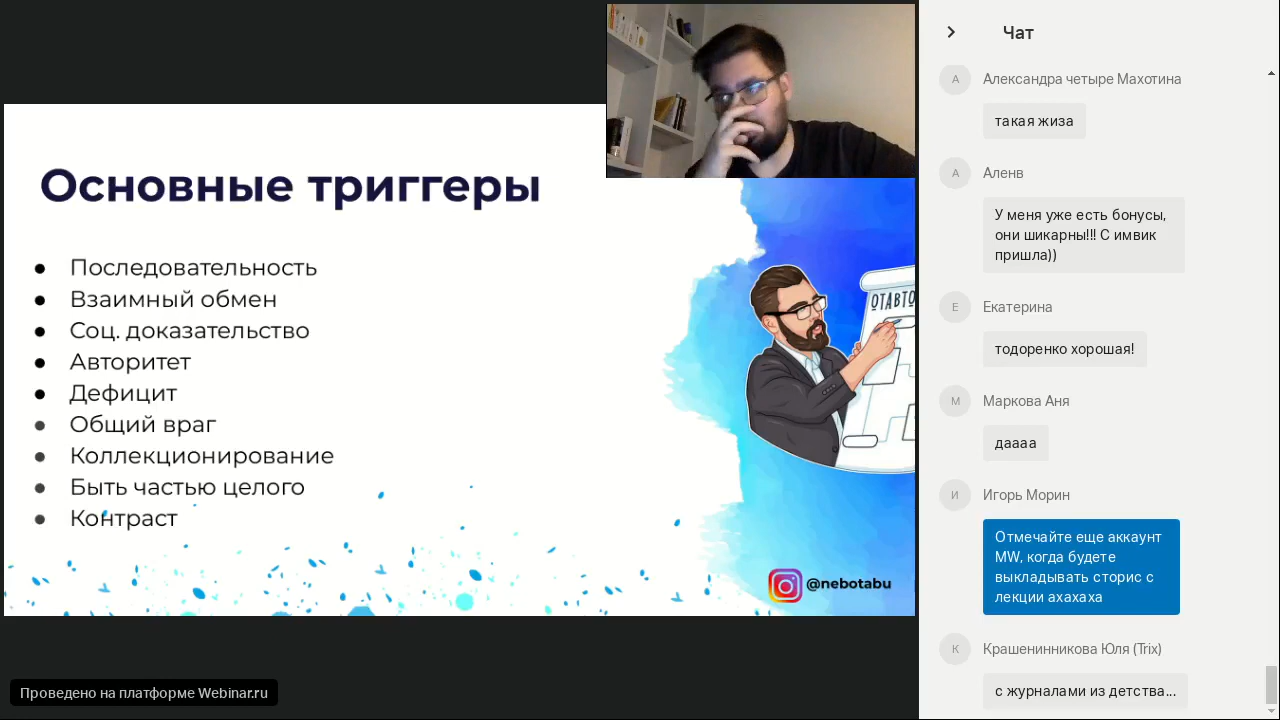 Основные триггеры
Последовательность
Взаимный обмен
Соц. доказательство
Авторитет
Дефицит
Общий враг
Коллекционирование
Быть частью целого
Контраст
@nebotabu
Проведено на платформе Webinar.ru
Чат
А
Александра четыре Махотина
такая жиза
А
Аленв
У меня уже есть бонусы,
они шикарны!!! С имвик
пришла))
Е
Екатерина
тодоренко хорошая!
М
Маркова Аня
даааа
И
Игорь Морин
Отмечайте еще аккаунт
MW, когда будете
выкладывать сторис с
лекции ахахаха
К
Крашенинникова Юля (Trix)
с журналами из детства...